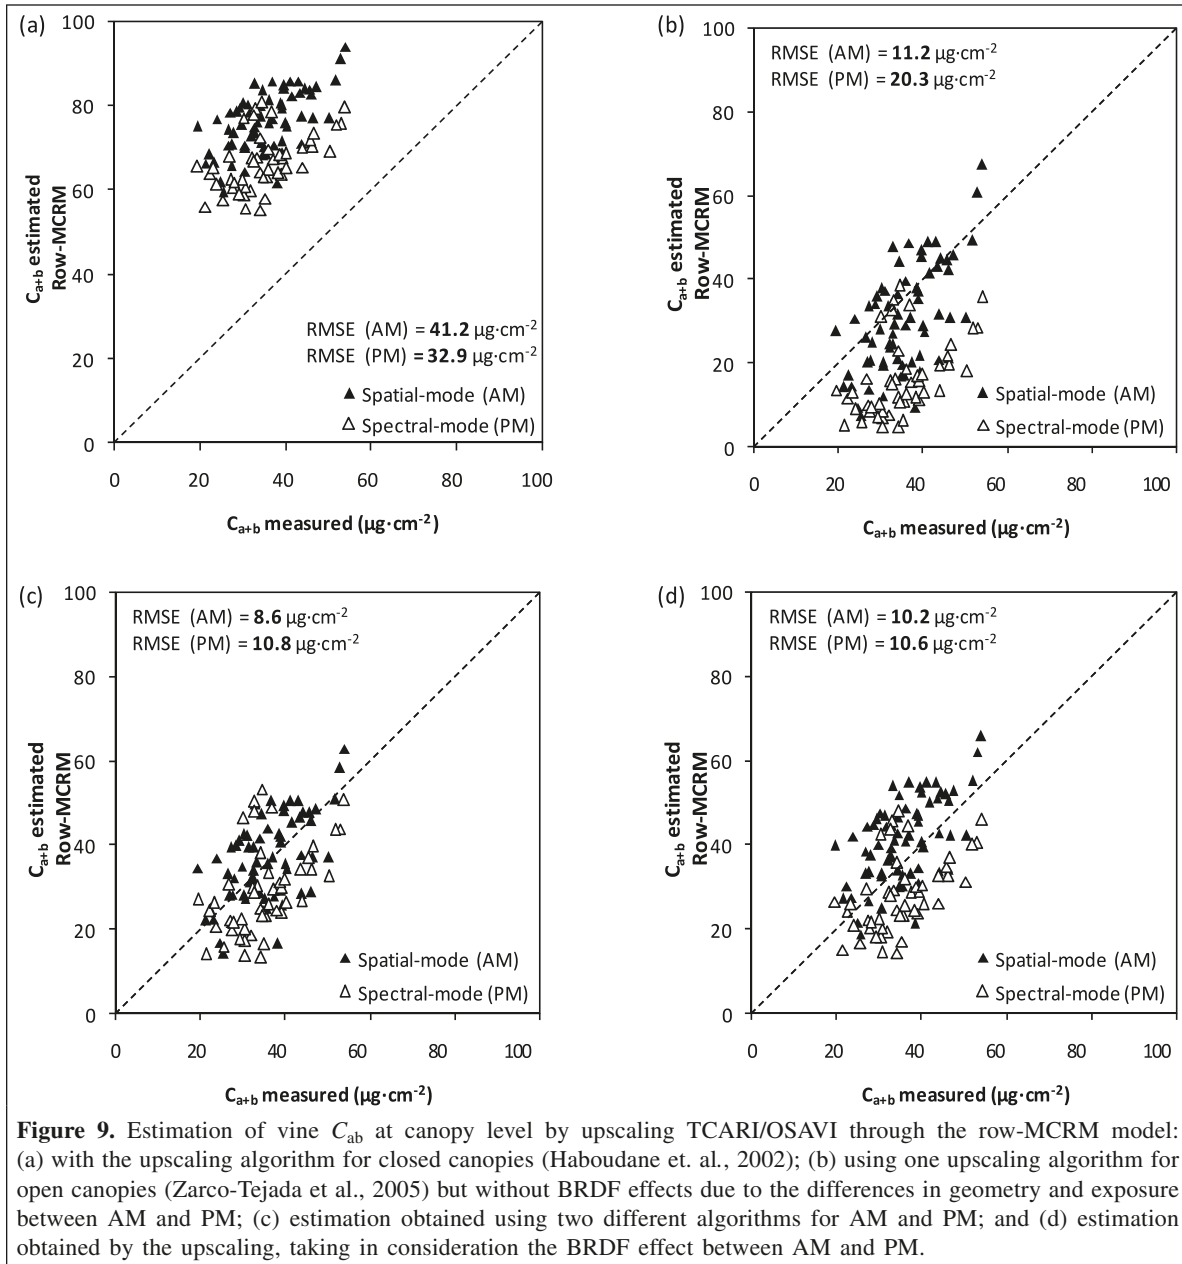 (a)
100
80
60
40
20
0
C_{a+b} estimated
Row-MCRM
RMSE (AM) = 41.2 µg·cm⁻²
RMSE (PM) = 32.9 µg·cm⁻²
Spatial-mode (AM)
Spectral-mode (PM)
0 20 40 60 80 100
C_{a+b} measured (µg·cm⁻²)
(b)
100
80
60
40
20
0
C_{a+b} estimated
Row-MCRM
RMSE (AM) = 11.2 µg·cm⁻²
RMSE (PM) = 20.3 µg·cm⁻²
Spatial-mode (AM)
Spectral-mode (PM)
0 20 40 60 80 100
C_{a+b} measured (µg·cm⁻²)
(c)
100
80
60
40
20
0
C_{a+b} estimated
Row-MCRM
RMSE (AM) = 8.6 µg·cm⁻²
RMSE (PM) = 10.8 µg·cm⁻²
Spatial-mode (AM)
Spectral-mode (PM)
0 20 40 60 80 100
C_{a+b} measured (µg·cm⁻²)
(d)
100
80
60
40
20
0
C_{a+b} estimated
Row-MCRM
RMSE (AM) = 10.2 µg·cm⁻²
RMSE (PM) = 10.6 µg·cm⁻²
Spatial-mode (AM)
Spectral-mode (PM)
0 20 40 60 80 100
C_{a+b} measured (µg·cm⁻²)
Figure 9. Estimation of vine C_{ab} at canopy level by upscaling TCARI/OSAVI through the row-MCRM model:
(a) with the upscaling algorithm for closed canopies (Haboudane et. al., 2002); (b) using one upscaling algorithm for
open canopies (Zarco-Tejada et al., 2005) but without BRDF effects due to the differences in geometry and exposure
between AM and PM; (c) estimation obtained using two different algorithms for AM and PM; and (d) estimation
obtained by the upscaling, taking in consideration the BRDF effect between AM and PM.